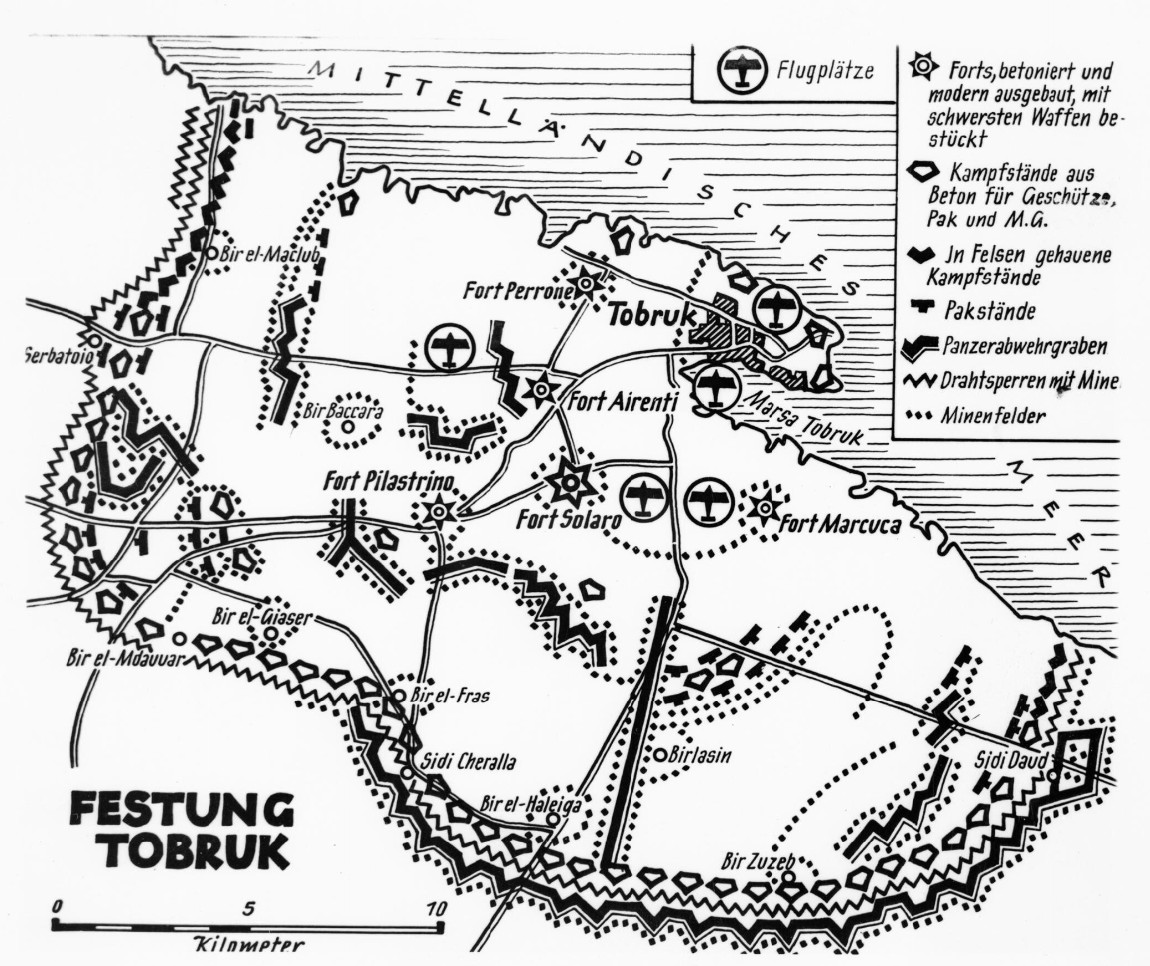 Flugplätze
Forts, betoniert und
modern ausgebaut, mit
schwersten Waffen be-
stückt
Kampfstände aus
Beton für Geschütze,
Pak und M.G.
Jn Felsen gehauene
Kampfstände
Pakstände
Panzerabwehrgraben
Drahtsperren mit Mine
Minenfelder
MITTELLÄNDISCHES
MEER
Bir el-Maclub
Fort Perrone
Tobruk
Serbatoio
Fort Airenti
Bir Baccara
Marsa Tobruk
Fort Pilastrino
Fort Solaro
Fort Marcuca
Bir el-Giaser
Bir el-Mdauuar
Bir el-Fras
Sidi Cheralla
Birlasin
Sidi Daud
Bir el-Haleiga
Bir Zuzeb
FESTUNG
TOBRUK
0 5 10
Kilometer